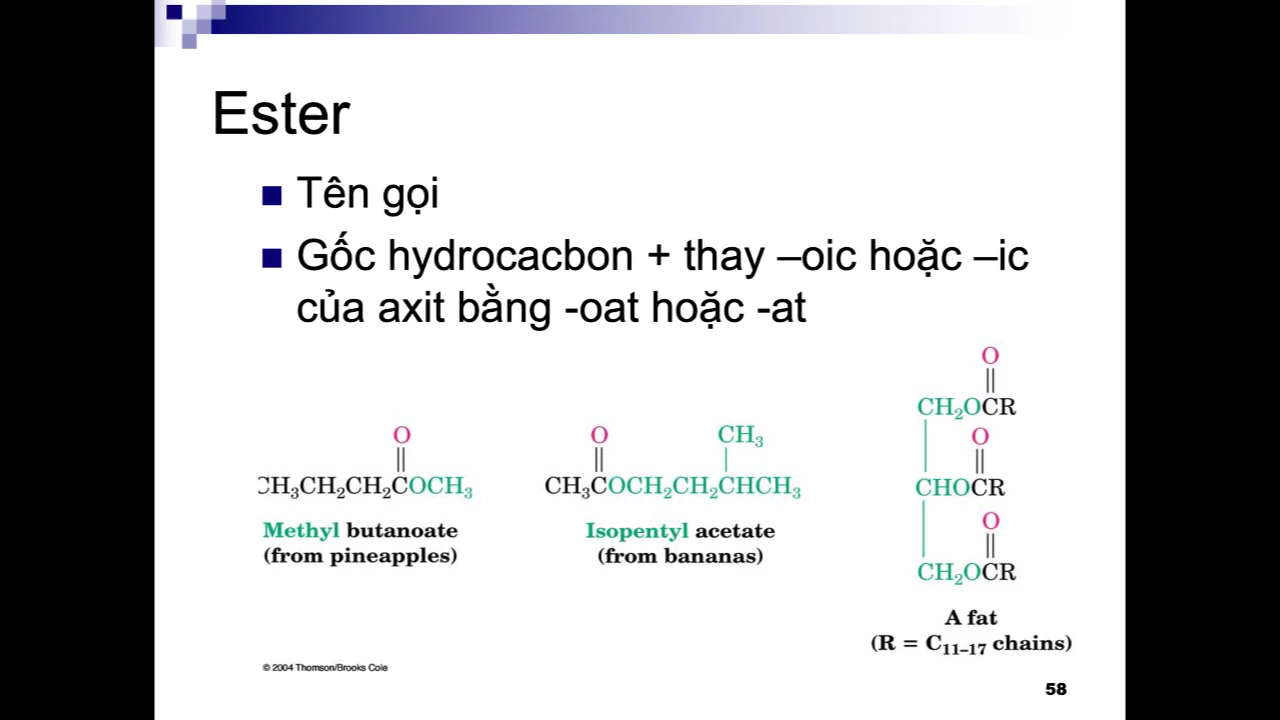 Ester
Tên gọi
Gốc hydrocacbon + thay –oic hoặc –ic
của axit bằng -oat hoặc -at
O
CH₃CH₂CH₂COCH₃
Methyl butanoate
(from pineapples)
O
CH₃
CH₃COCH₂CH₂CHCH₃
Isopentyl acetate
(from bananas)
O
CH₂OCR
O
CHOCR
O
CH₂OCR
A fat
(R = C₁₁₋₁₇ chains)
© 2004 Thomson/Brooks Cole
58